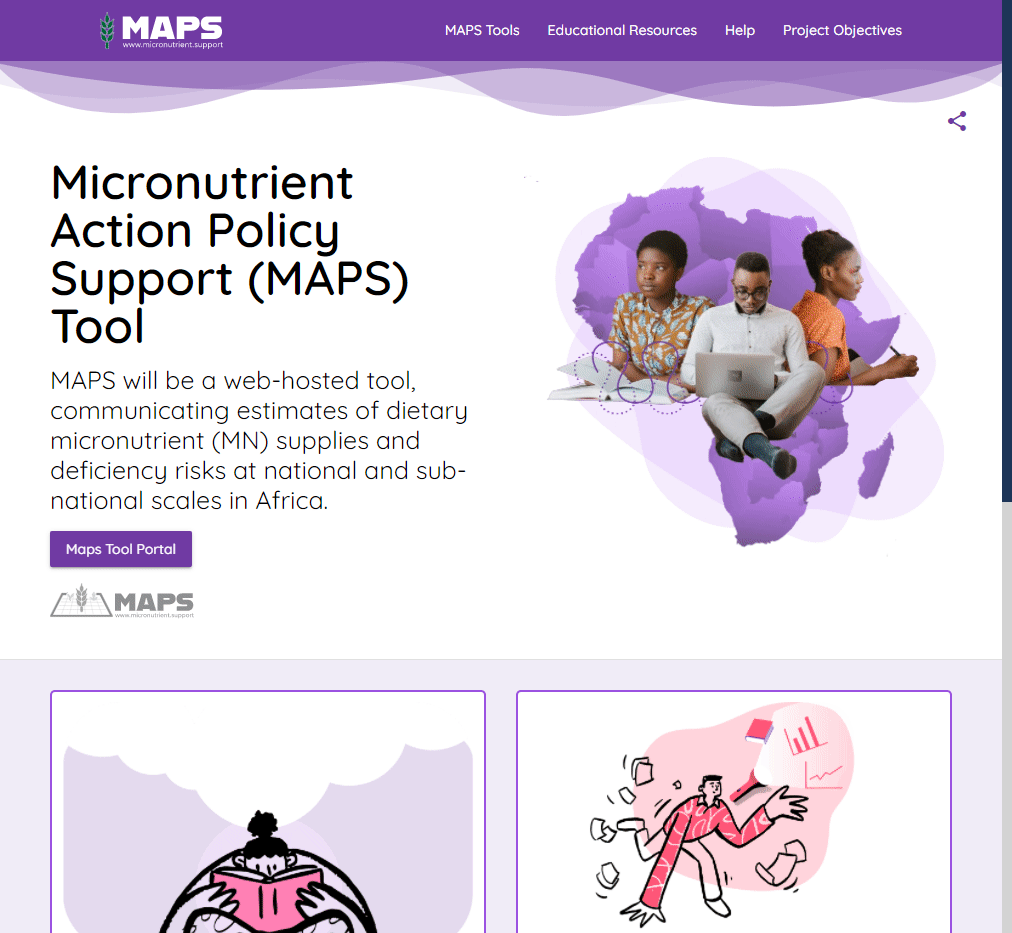 MAPS
www.micronutrient.support
MAPS Tools
Educational Resources
Help
Project Objectives
Micronutrient
Action Policy
Support (MAPS)
Tool
MAPS will be a web-hosted tool,
communicating estimates of dietary
micronutrient (MN) supplies and
deficiency risks at national and sub-
national scales in Africa.
Maps Tool Portal
MAPS
www.micronutrient.support